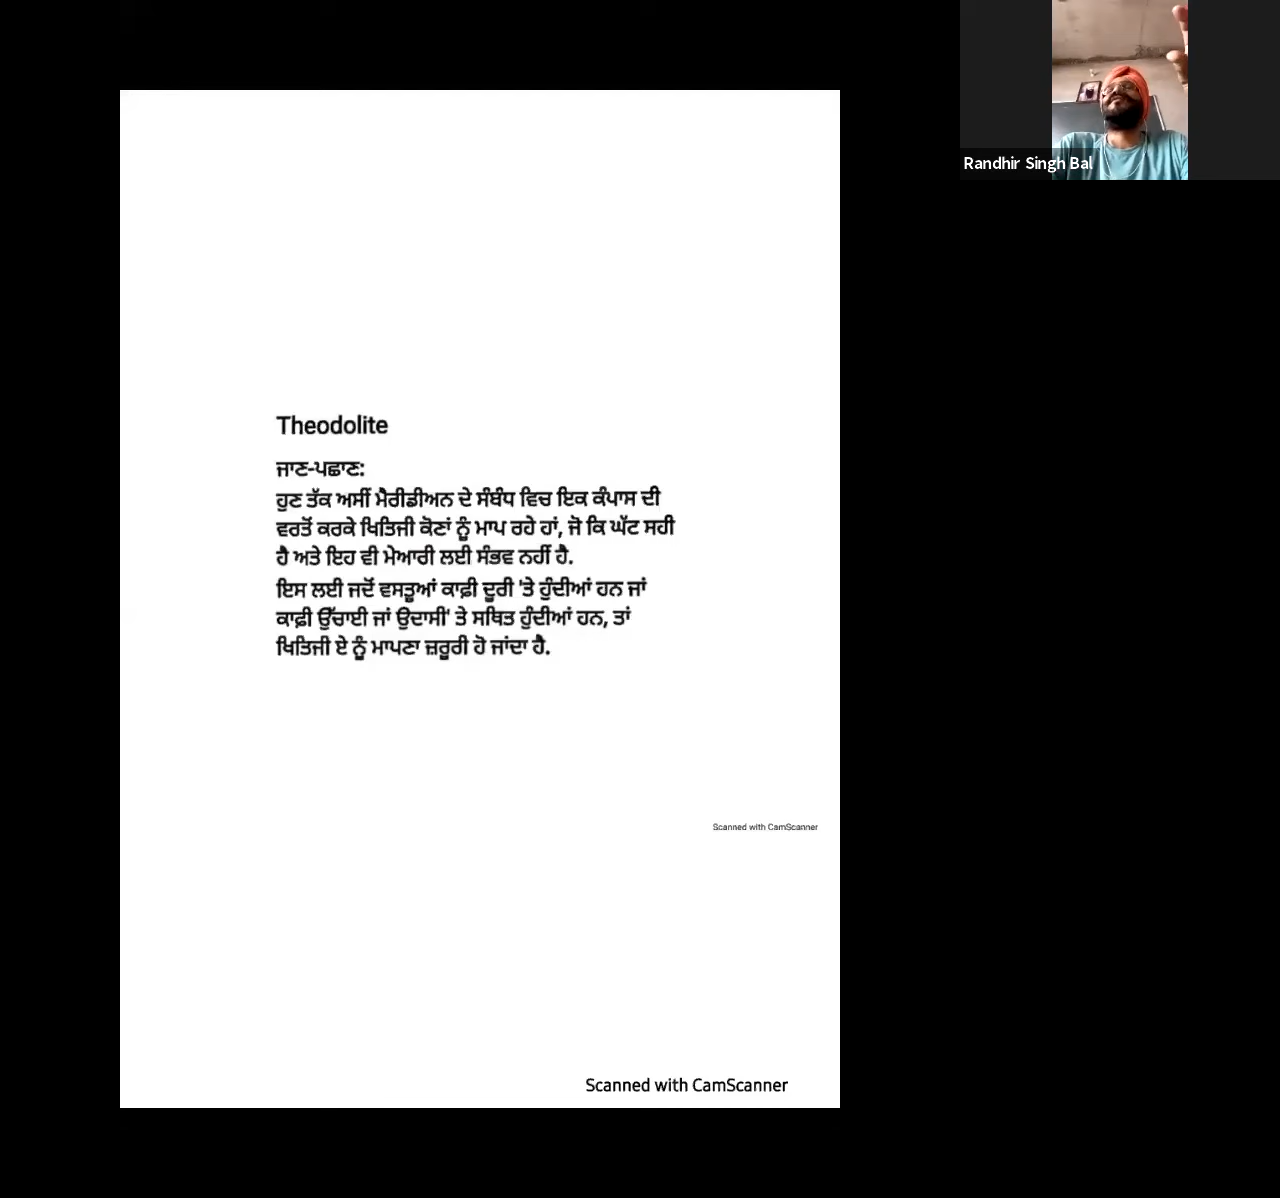 Randhir Singh Bal
Theodolite
ਜਾਣ-ਪਛਾਣ:
ਹੁਣ ਤੱਕ ਅਸੀਂ ਮੈਰੀਡੀਅਨ ਦੇ ਸੰਬੰਧ ਵਿਚ ਇਕ ਕੰਪਾਸ ਦੀ
ਵਰਤੋਂ ਕਰਕੇ ਖਿਤਿਜੀ ਕੋਣਾਂ ਨੂੰ ਮਾਪ ਰਹੇ ਹਾਂ, ਜੋ ਕਿ ਘੱਟ ਸਹੀ
ਹੈ ਅਤੇ ਇਹ ਵੀ ਮੇਆਰੀ ਲਈ ਸੰਭਵ ਨਹੀਂ ਹੈ.
ਇਸ ਲਈ ਜਦੋਂ ਵਸਤੂਆਂ ਕਾਫ਼ੀ ਦੂਰੀ 'ਤੇ ਹੁੰਦੀਆਂ ਹਨ ਜਾਂ
ਕਾਫ਼ੀ ਉੱਚਾਈ ਜਾਂ ਉਦਾਸੀ' ਤੇ ਸਥਿਤ ਹੁੰਦੀਆਂ ਹਨ, ਤਾਂ
ਖਿਤਿਜੀ ਏ ਨੂੰ ਮਾਪਣਾ ਜ਼ਰੂਰੀ ਹੋ ਜਾਂਦਾ ਹੈ.
Scanned with CamScanner
Scanned with CamScanner